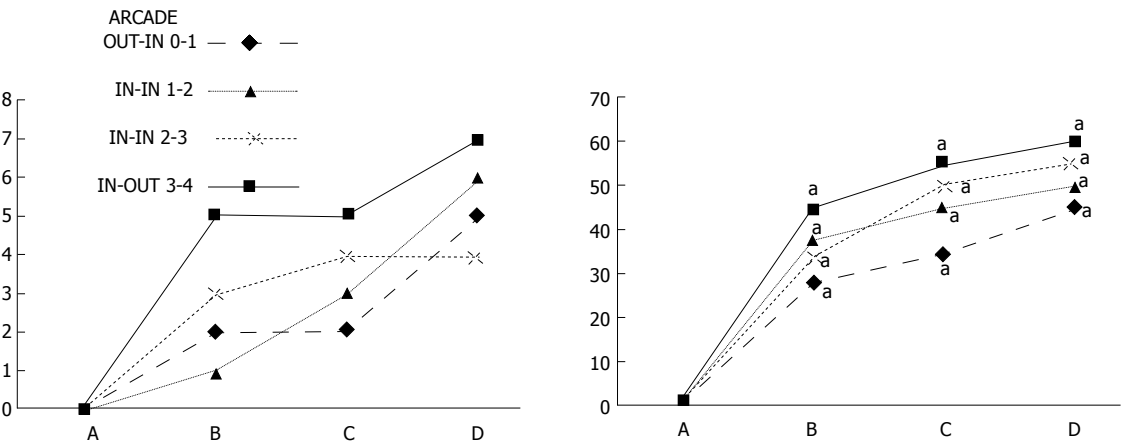 ARCADE
OUT-IN 0-1
IN-IN 1-2
IN-IN 2-3
IN-OUT 3-4
8
7
6
5
4
3
2
1
0
A B C D
70
60
50
40
30
20
10
0
a
a
a
a
a
a
a
a
a
a
a
a
A B C D